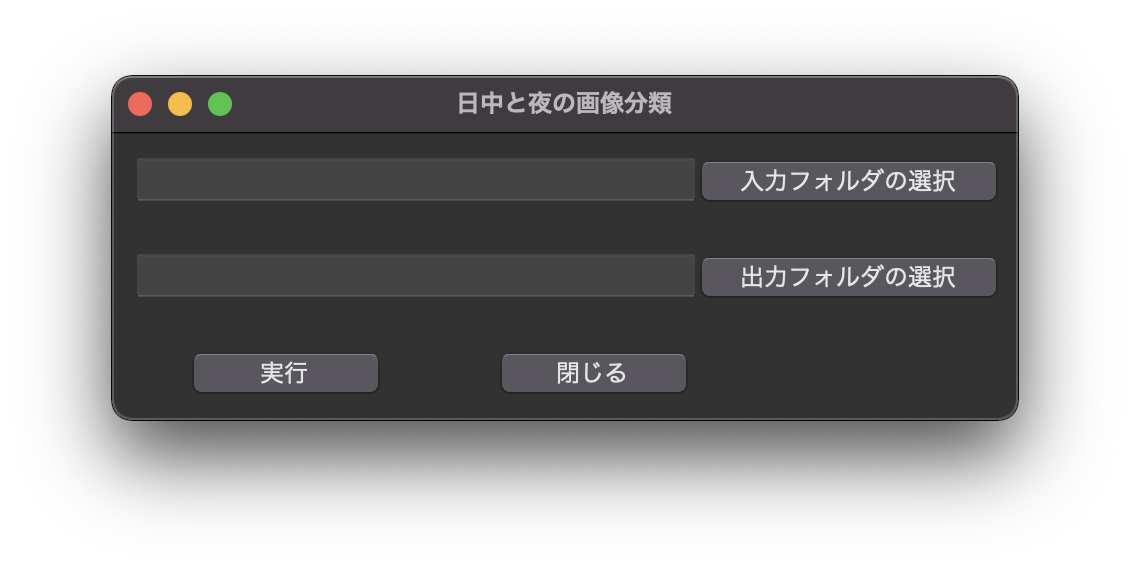 日中と夜の画像分類
入力フォルダの選択
出力フォルダの選択
実行
閉じる